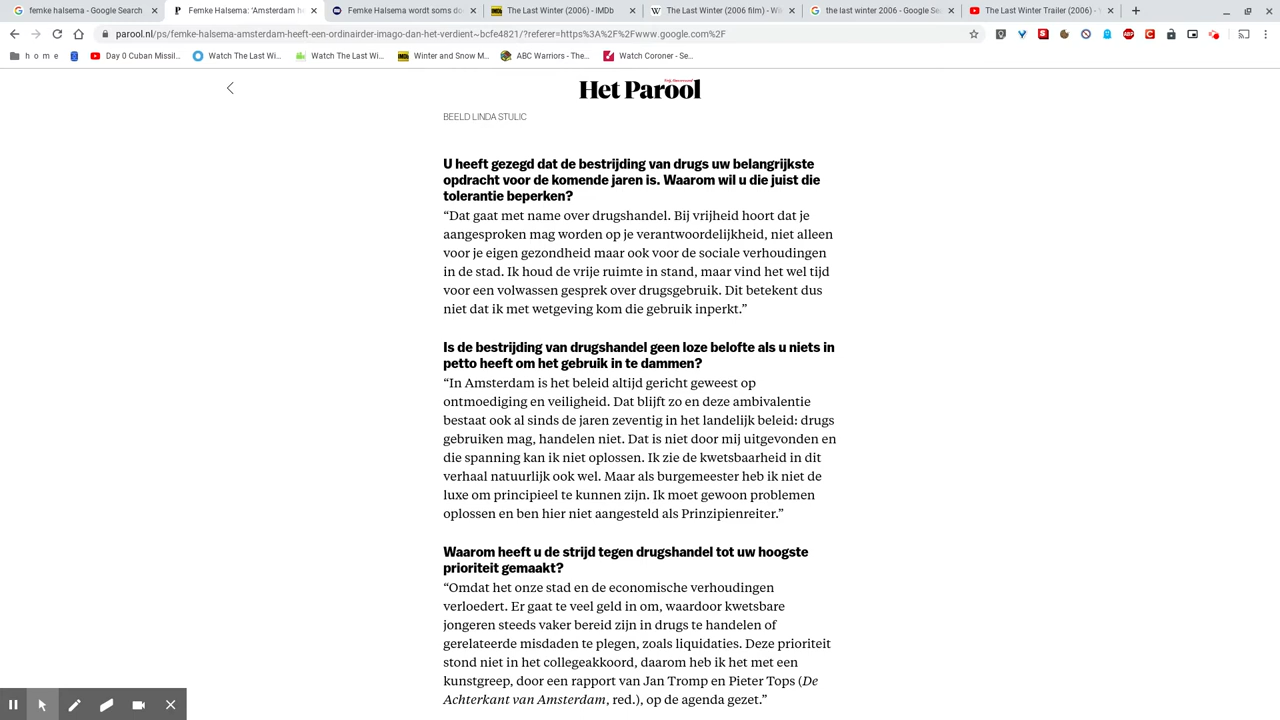 femke halsema - Google Search
Femke Halsema: 'Amsterdam he
Femke Halsema wordt soms do
The Last Winter (2006) - IMDb
The Last Winter (2006 film) - Wi
the last winter 2006 - Google Se
The Last Winter Trailer (2006) -
parool.nl/ps/femke-halsema-amsterdam-heeft-een-ordinairder-imago-dan-het-verdient~bcfe4821/?referer=https%3A%2F%2Fwww.google.com%2F
h o m e
Day 0 Cuban Missil...
Watch The Last Wi...
Watch The Last Wi...
Winter and Snow M...
ABC Warriors - The...
Watch Coroner - Se...
Het Parool
BEELD LINDA STULIC
U heeft gezegd dat de bestrijding van drugs uw belangrijkste
opdracht voor de komende jaren is. Waarom wil u die juist die
tolerantie beperken?
“Dat gaat met name over drugshandel. Bij vrijheid hoort dat je
aangesproken mag worden op je verantwoordelijkheid, niet alleen
voor je eigen gezondheid maar ook voor de sociale verhoudingen
in de stad. Ik houd de vrije ruimte in stand, maar vind het wel tijd
voor een volwassen gesprek over drugsgebruik. Dit betekent dus
niet dat ik met wetgeving kom die gebruik inperkt.”
Is de bestrijding van drugshandel geen loze belofte als u niets in
petto heeft om het gebruik in te dammen?
“In Amsterdam is het beleid altijd gericht geweest op
ontmoediging en veiligheid. Dat blijft zo en deze ambivalentie
bestaat ook al sinds de jaren zeventig in het landelijk beleid: drugs
gebruiken mag, handelen niet. Dat is niet door mij uitgevonden en
die spanning kan ik niet oplossen. Ik zie de kwetsbaarheid in dit
verhaal natuurlijk ook wel. Maar als burgemeester heb ik niet de
luxe om principieel te kunnen zijn. Ik moet gewoon problemen
oplossen en ben hier niet aangesteld als Prinzipienreiter.”
Waarom heeft u de strijd tegen drugshandel tot uw hoogste
prioriteit gemaakt?
“Omdat het onze stad en de economische verhoudingen
verloedert. Er gaat te veel geld in om, waardoor kwetsbare
jongeren steeds vaker bereid zijn in drugs te handelen of
gerelateerde misdaden te plegen, zoals liquidaties. Deze prioriteit
stond niet in het collegeakkoord, daarom heb ik het met een
kunstgreep, door een rapport van Jan Tromp en Pieter Tops (De
Achterkant van Amsterdam, red.), op de agenda gezet.”